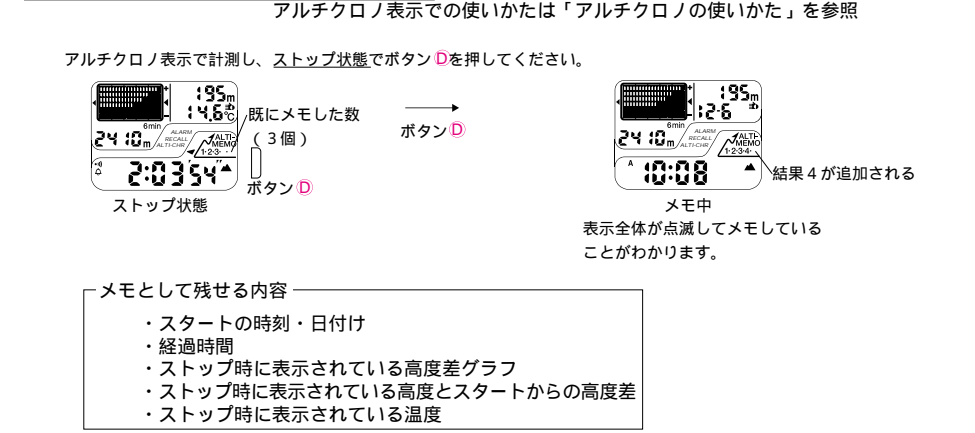 アルチクロノ表示での使いかたは「アルチクロノの使いかた」を参照
アルチクロノ表示で計測し、ストップ状態でボタンⒹを押してください。
195m
14.6℃
6min
2410m
ALARM
RECALL
ALTI-CHR
ALTI-
MEMO
1·2·3· ·
2:03'54"
既にメモした数
(3個)
ボタンⒹ
ストップ状態
ボタンⒹ
195m
12·6
6min
2410m
ALARM
RECALL
ALTI-CHR
ALTI-
MEMO
1·2·3·4·
A 10:08
結果4が追加される
メモ中
表示全体が点滅してメモしている
ことがわかります。
メモとして残せる内容
・スタートの時刻・日付け
・経過時間
・ストップ時に表示されている高度差グラフ
・ストップ時に表示されている高度とスタートからの高度差
・ストップ時に表示されている温度